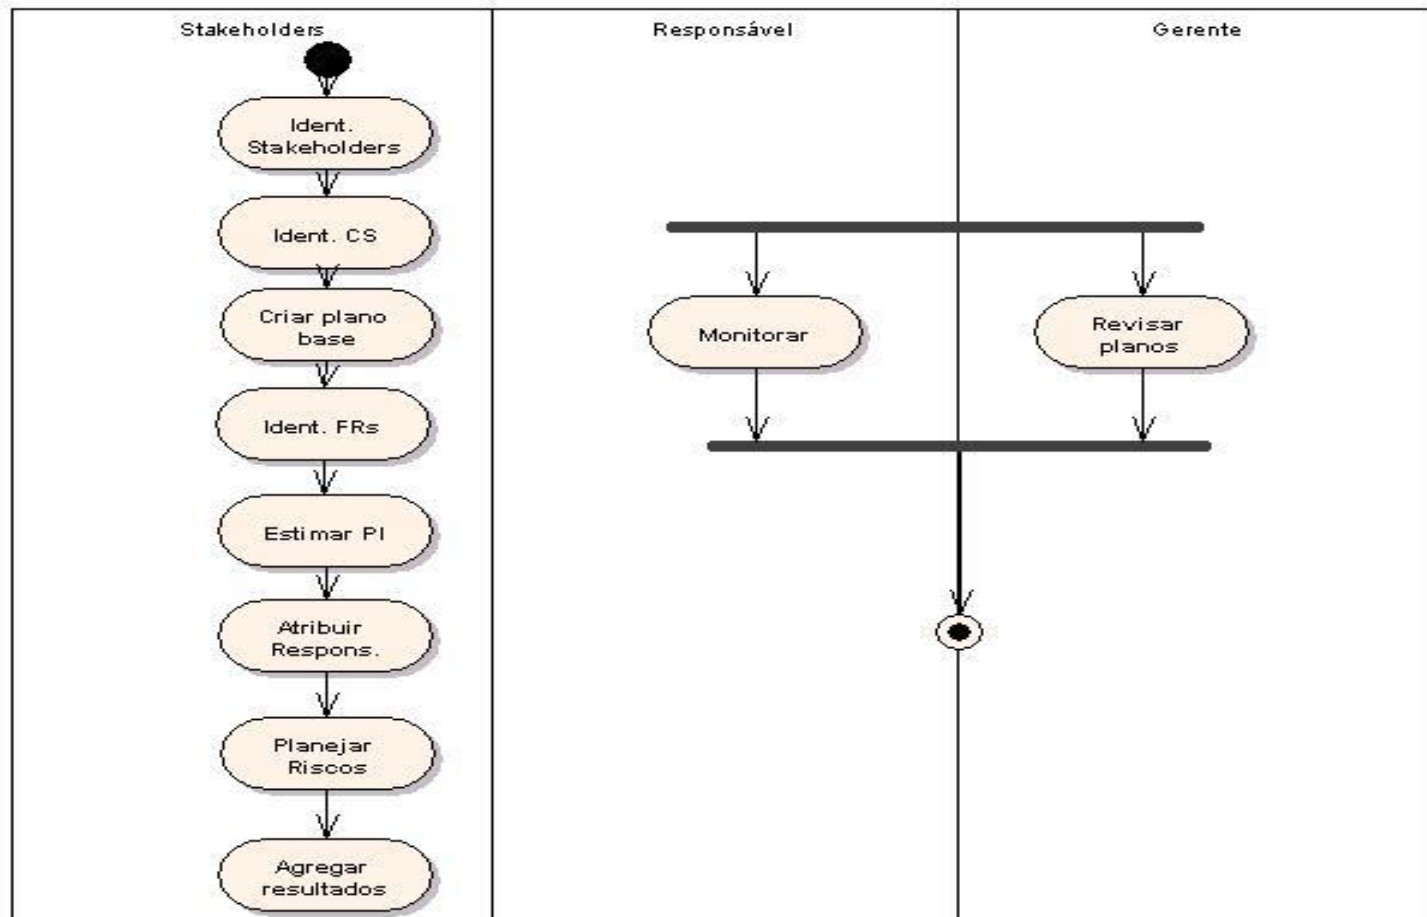 Stakeholders
Responsável
Gerente
Ident.
Stakeholders
Ident. CS
Criar plano
base
Ident. FRs
Estimar PI
Atribuir
Respons.
Planejar
Riscos
Agregar
resultados
Monitorar
Revisar
planos